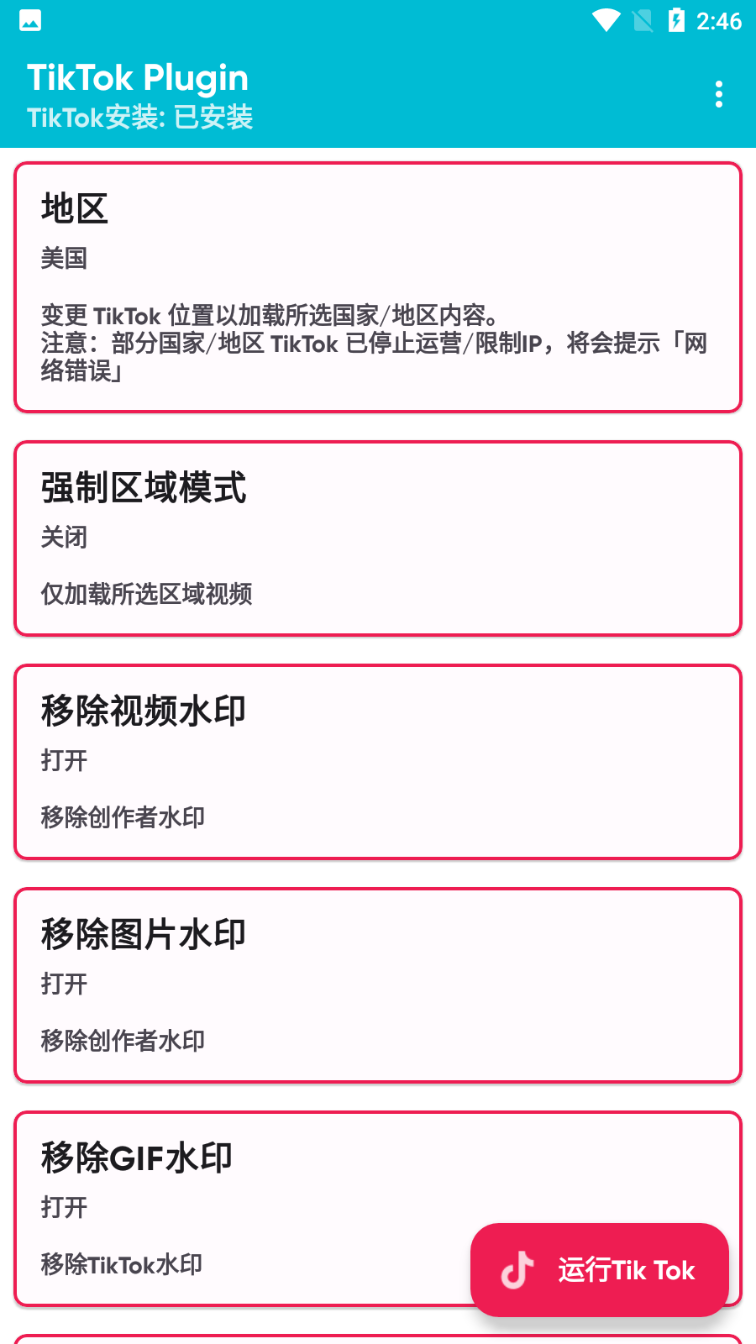 2:46
TikTok Plugin
TikTok安装: 已安装
地区
美国
变更 TikTok 位置以加载所选国家/地区内容。
注意：部分国家/地区 TikTok 已停止运营/限制IP，将会提示「网
络错误」
强制区域模式
关闭
仅加载所选区域视频
移除视频水印
打开
移除创作者水印
移除图片水印
打开
移除创作者水印
移除GIF水印
打开
移除TikTok水印
运行Tik Tok